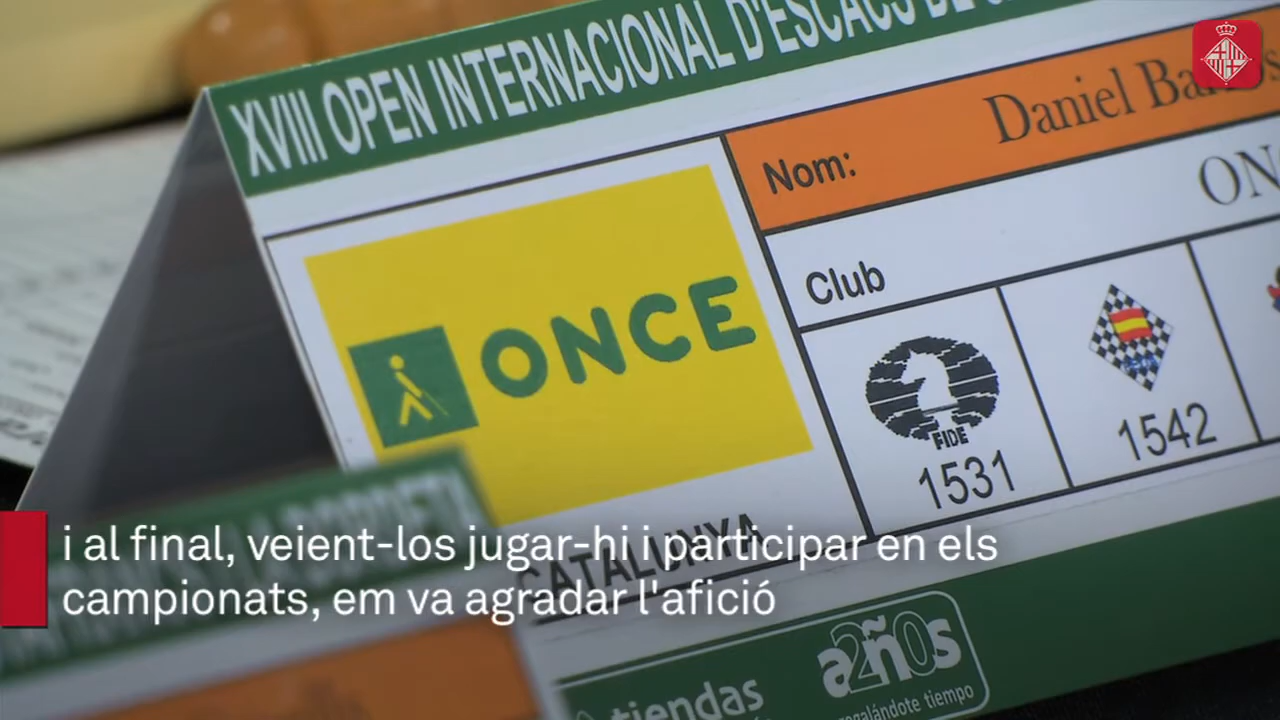 XVIII OPEN INTERNACIONAL D'ESCACS DE
Nom:
Daniel
ONCE
Club
FIDE
1531
1542
CATALUNYA
i al final, veient-los jugar-hi i participar en els
campionats, em va agradar l'afició
tiendas
20 años
regalándote tiempo